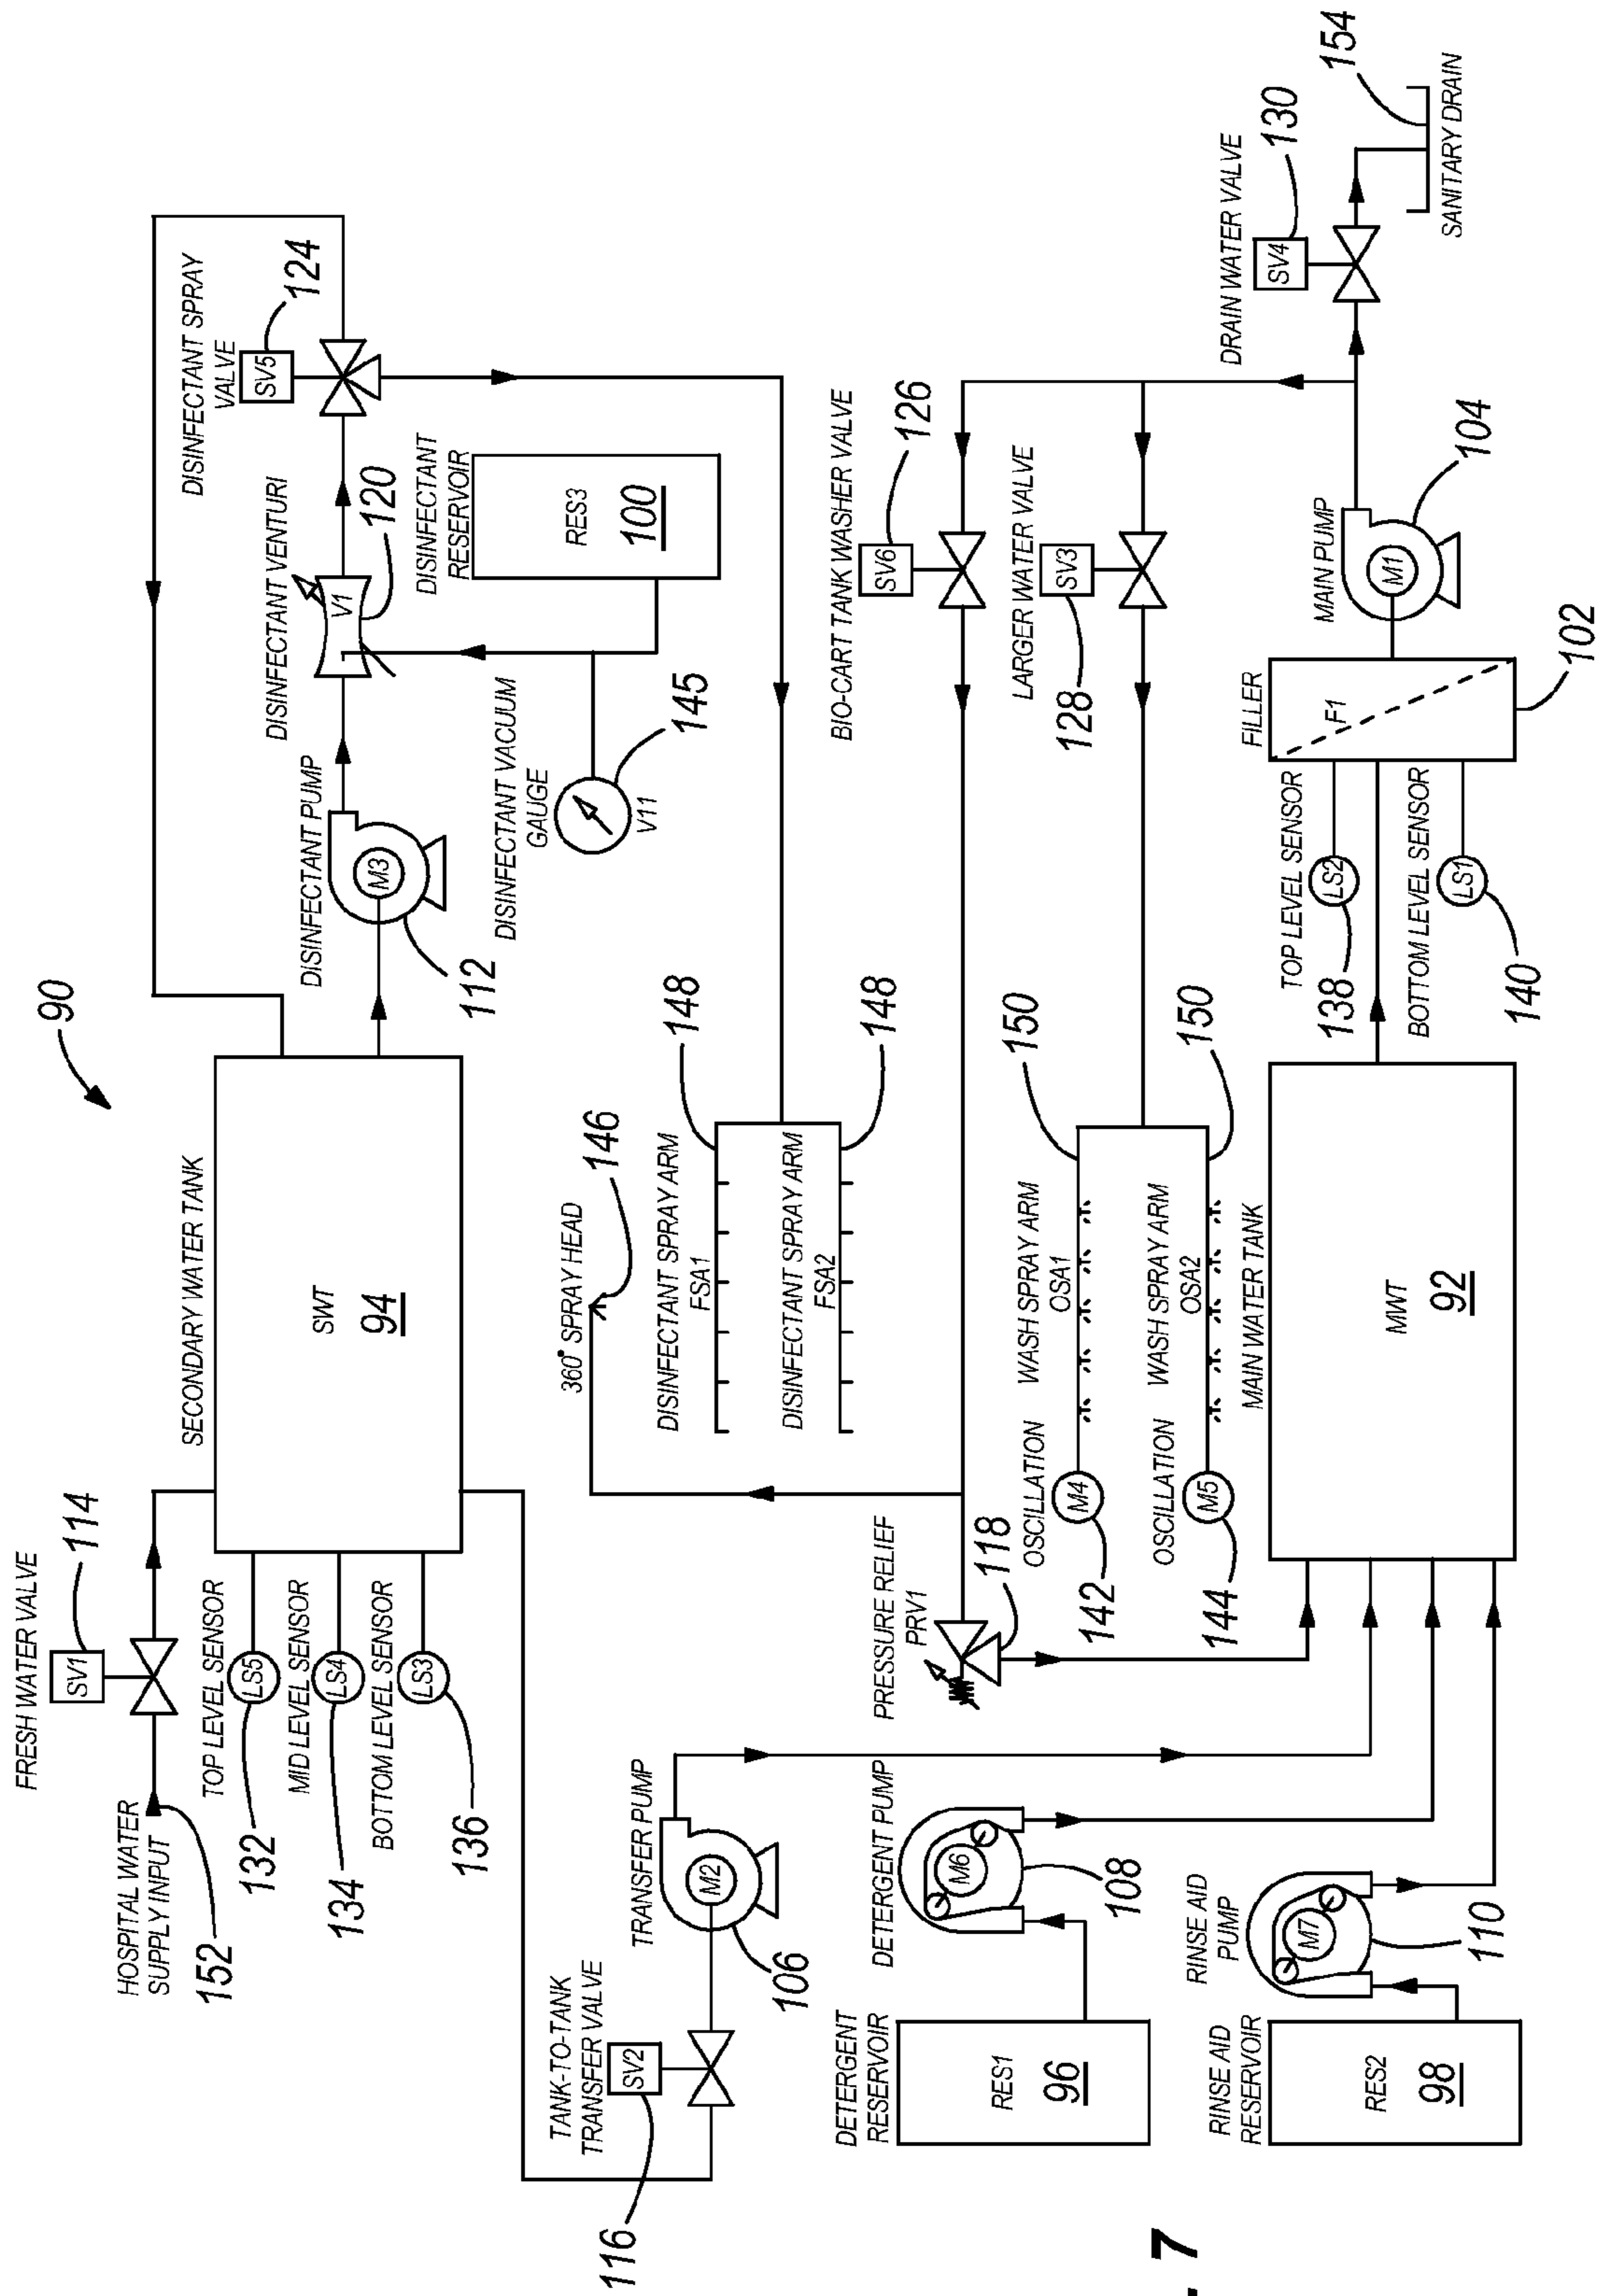 90
FRESH WATER VALVE
SV1
114
HOSPITAL WATER
SUPPLY INPUT
152
TOP LEVEL SENSOR
LS5
132
MID LEVEL SENSOR
LS4
134
BOTTOM LEVEL SENSOR
LS3
136
SECONDARY WATER TANK
SWT
94
DISINFECTANT PUMP
M3
112
DISINFECTANT VENTURI
V1
120
DISINFECTANT SPRAY
VALVE
SV5
124
DISINFECTANT
RESERVOIR
RES3
100
DISINFECTANT VACUUM
GAUGE
V11
145
TANK-TO-TANK
TRANSFER VALVE
SV2
116
TRANSFER PUMP
M2
106
360° SPRAY HEAD
146
DISINFECTANT SPRAY ARM
FSA1
148
DISINFECTANT SPRAY ARM
FSA2
148
BIO-CART TANK WASHER VALVE
SV6
126
LARGER WATER VALVE
SV3
128
PRESSURE RELIEF
PRV1
118
OSCILLATION
M4
142
WASH SPRAY ARM
OSA1
150
OSCILLATION
M5
144
WASH SPRAY ARM
OSA2
150
DETERGENT
RESERVOIR
RES1
96
DETERGENT PUMP
M6
108
RINSE AID
RESERVOIR
RES2
98
RINSE AID
PUMP
M7
110
MAIN WATER TANK
MWT
92
TOP LEVEL SENSOR
LS2
138
BOTTOM LEVEL SENSOR
LS1
140
FILLER
F1
102
MAIN PUMP
M1
104
DRAIN WATER VALVE
SV4
130
SANITARY DRAIN
154
7